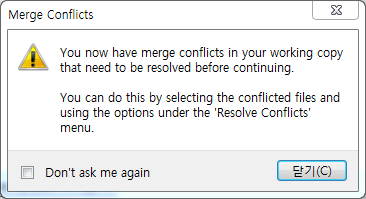 Merge Conflicts
You now have merge conflicts in your working copy
that need to be resolved before continuing.
You can do this by selecting the conflicted files and
using the options under the 'Resolve Conflicts'
menu.
Don't ask me again
닫기(C)